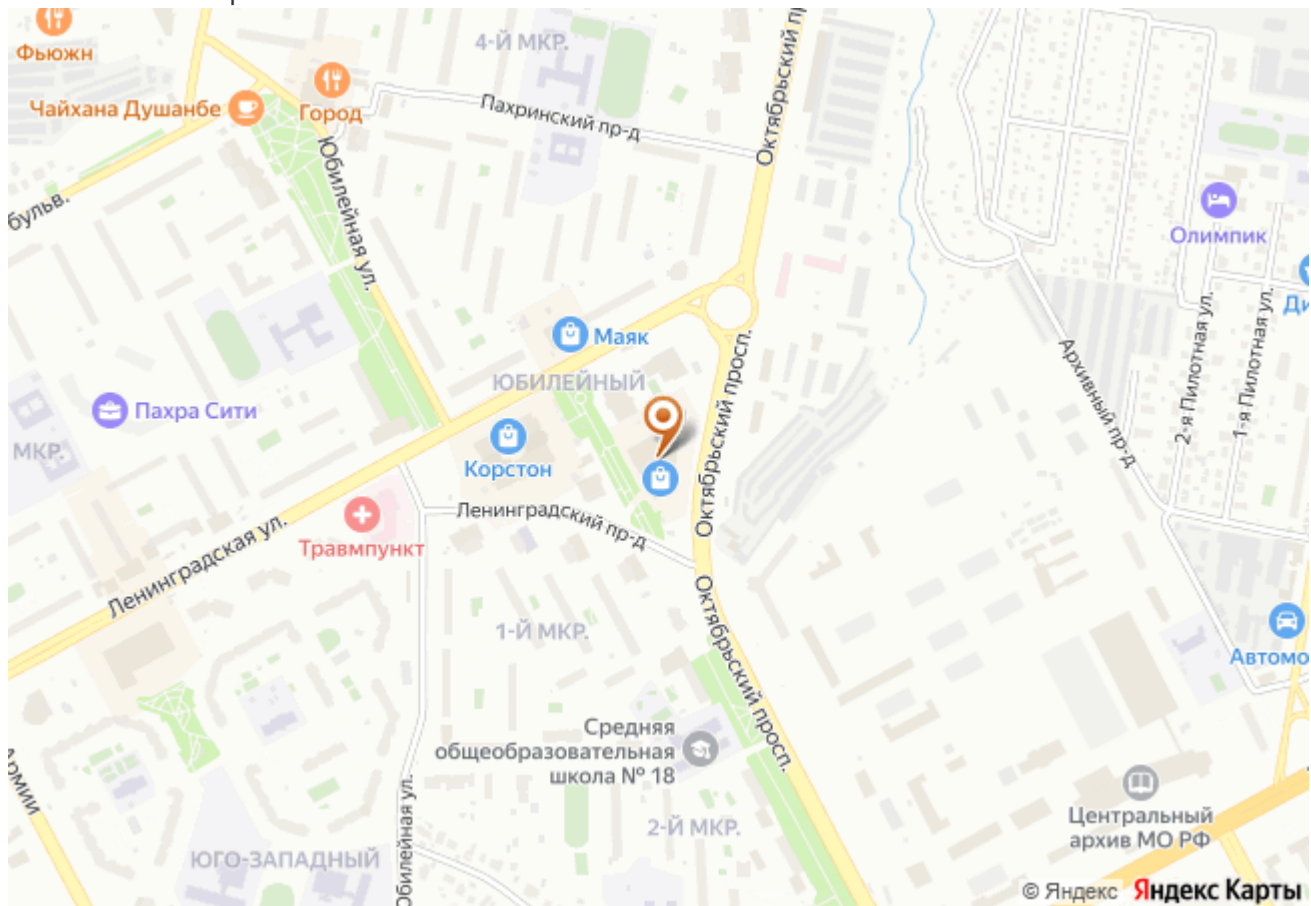 Фьюжн
4-Й МКР.
Октябрьский пр
Чайхана Душанбе
Город
Пахринский пр-д
Юбилейная ул.
бульв.
Олимпик
Ди
2-я Пилотная ул.
1-я Пилотная ул.
Маяк
ЮБИЛЕЙНЫЙ
Октябрьский просп.
Архивный пр-д
Пахра Сити
МКР.
Корстон
Ленинградский пр-д
Травмпункт
Ленинградская ул.
Октябрьский просп.
1-Й МКР.
Автомо
Средняя
общеобразовательная
школа № 18
Армии
Юбилейная ул.
2-Й МКР.
Центральный
архив МО РФ
ЮГО-ЗАПАДНЫЙ
© Яндекс Яндекс Карты